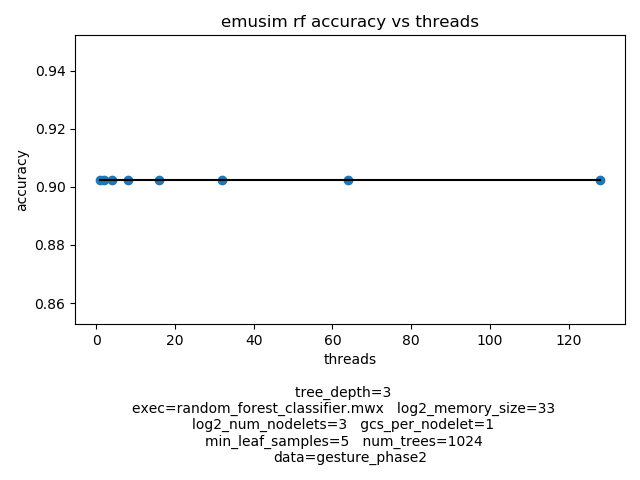 emusim rf accuracy vs threads
accuracy
0.94
0.92
0.90
0.88
0.86
0 20 40 60 80 100 120
threads
tree_depth=3
exec=random_forest_classifier.mwx log2_memory_size=33
log2_num_nodelets=3 gcs_per_nodelet=1
min_leaf_samples=5 num_trees=1024
data=gesture_phase2